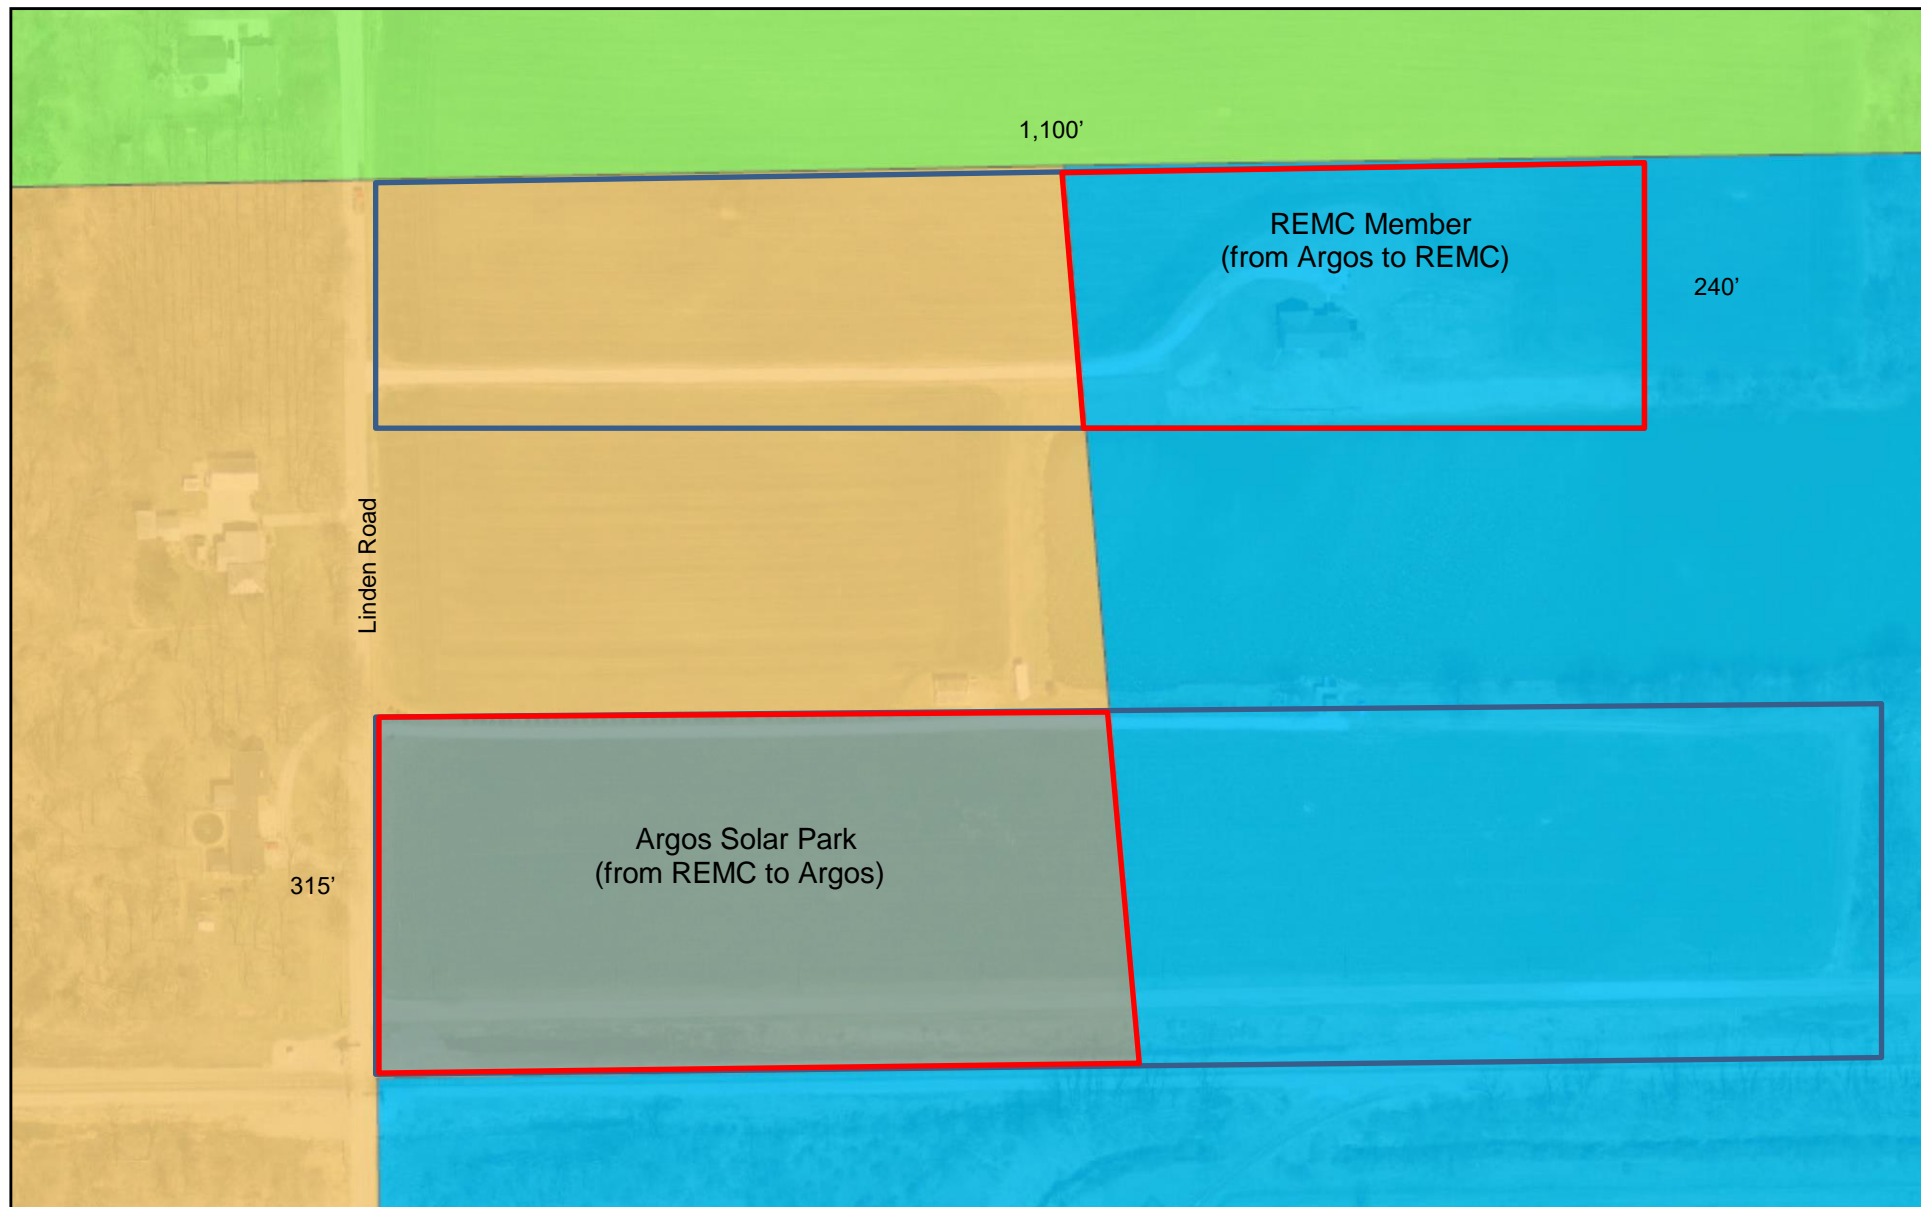 1,100’
REMC Member
(from Argos to REMC)
240’
Linden Road
Argos Solar Park
(from REMC to Argos)
315’